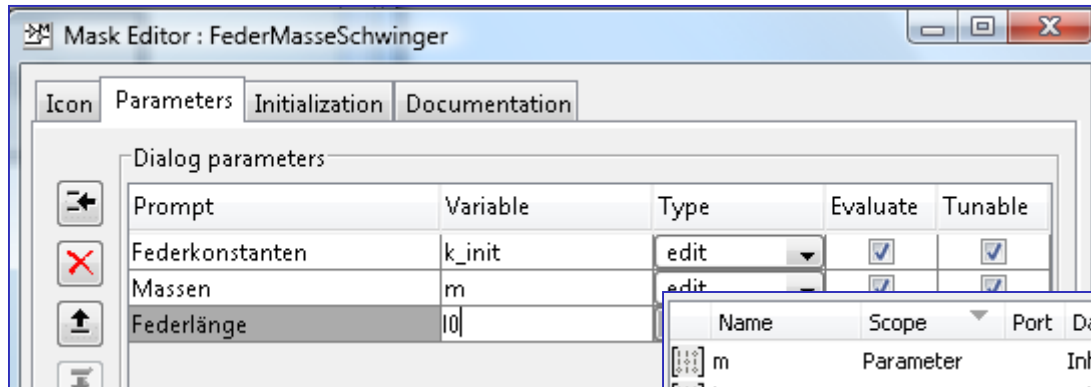 Mask Editor : FederMasseSchwinger
Icon Parameters Initialization Documentation
Dialog parameters
Prompt Variable Type Evaluate Tunable
Federkonstanten k_init edit
Massen m edit
Federlänge l0
Name Scope Port
m Parameter